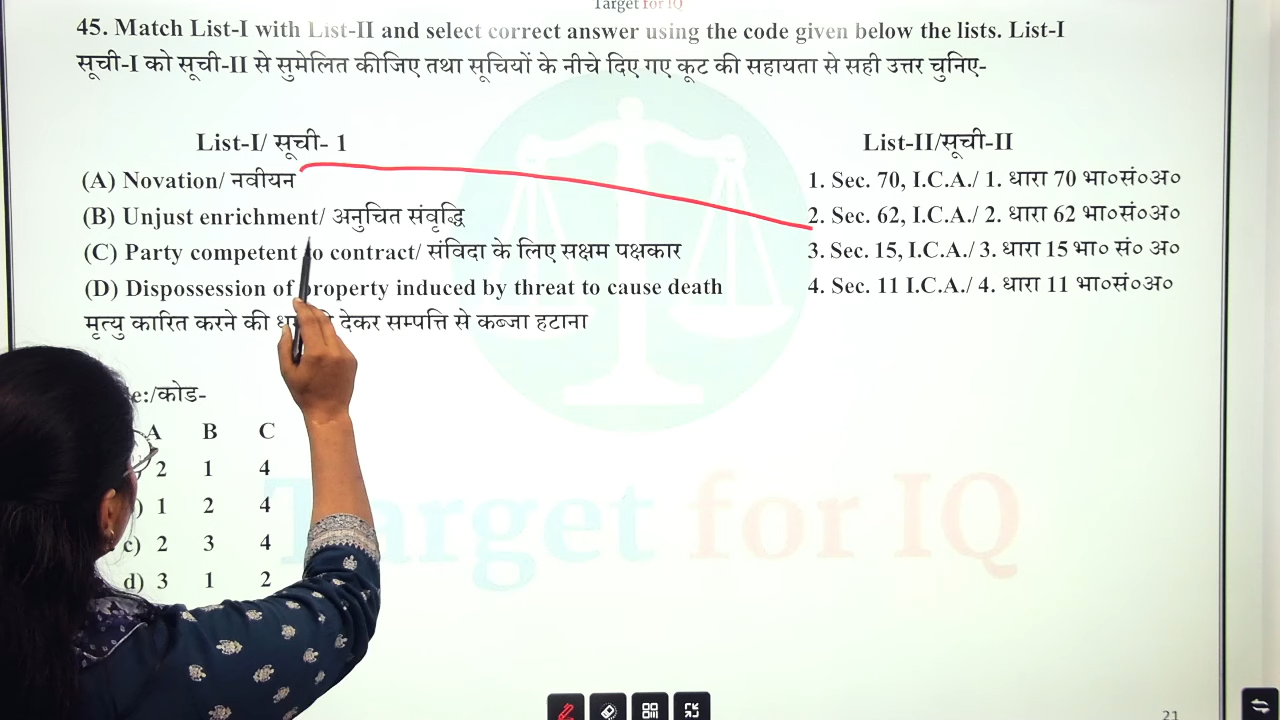 Target for IQ
45. Match List-I with List-II and select correct answer using the code given below the lists. List-I
सूची-I को सूची-II से सुमेलित कीजिए तथा सूचियों के नीचे दिए गए कूट की सहायता से सही उत्तर चुनिए-
List-I/ सूची- 1
List-II/सूची-II
(A) Novation/ नवीयन
1. Sec. 70, I.C.A./ 1. धारा 70 भा०सं०अ०
(B) Unjust enrichment/ अनुचित संवृद्धि
2. Sec. 62, I.C.A./ 2. धारा 62 भा०सं०अ०
(C) Party competent to contract/ संविदा के लिए सक्षम पक्षकार
3. Sec. 15, I.C.A./ 3. धारा 15 भा० सं० अ०
(D) Dispossession of property induced by threat to cause death
4. Sec. 11 I.C.A./ 4. धारा 11 भा०सं०अ०
मृत्यु कारित करने की देकर सम्पत्ति से कब्जा हटाना
e:/कोड-
A B C
2 1 4
) 1 2 4
c) 2 3 4
d) 3 1 2
Target for IQ
21